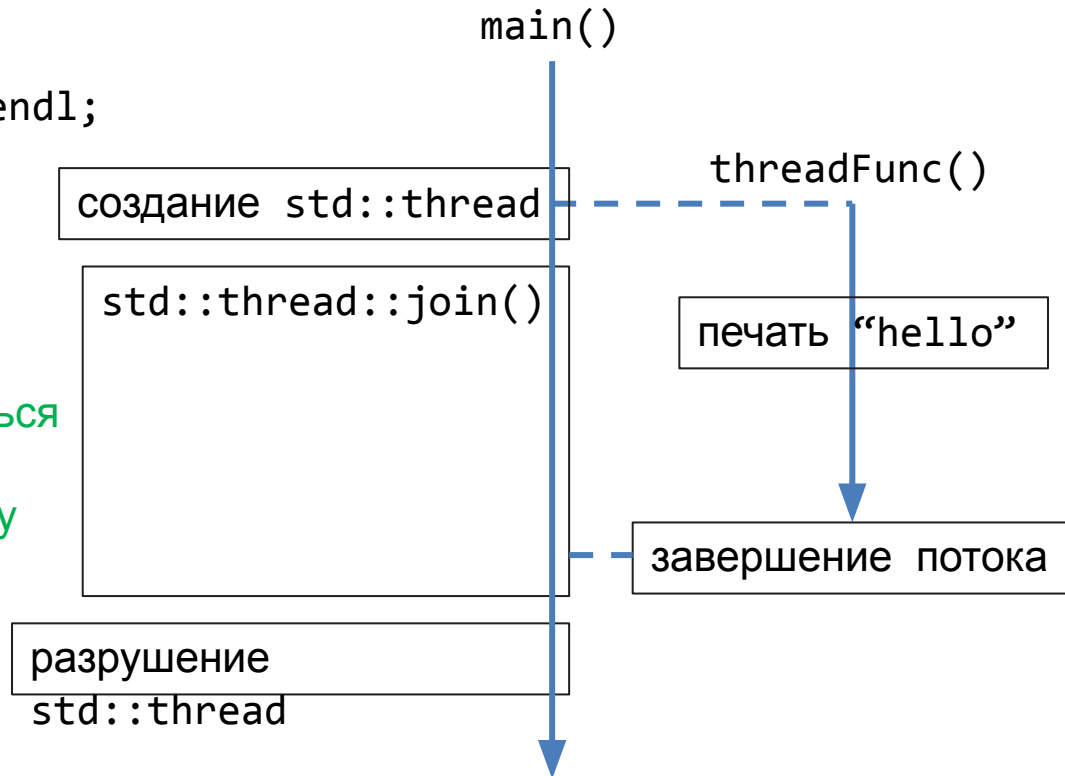 main()
endl;
threadFunc()
создание std::thread
std::thread::join()
печать “hello”
ься
у
завершение потока
разрушение
std::thread